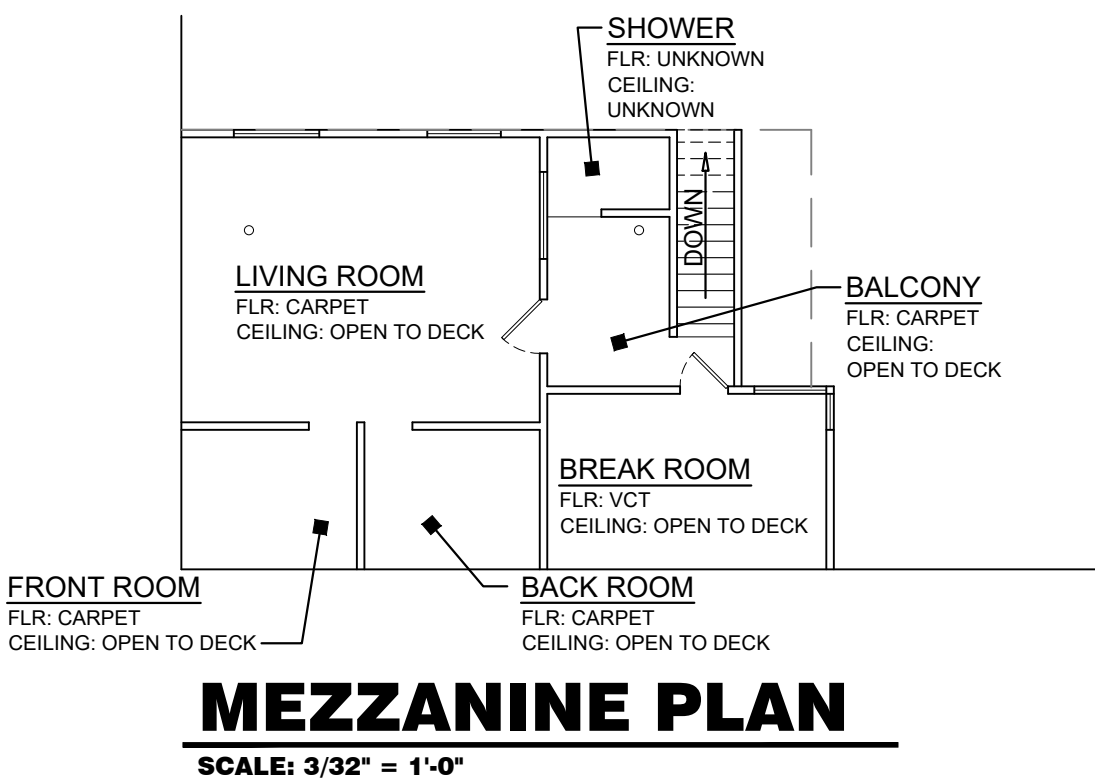 SHOWER
FLR: UNKNOWN
CEILING:
UNKNOWN
DOWN
LIVING ROOM
FLR: CARPET
CEILING: OPEN TO DECK
BALCONY
FLR: CARPET
CEILING:
OPEN TO DECK
BREAK ROOM
FLR: VCT
CEILING: OPEN TO DECK
FRONT ROOM
FLR: CARPET
CEILING: OPEN TO DECK
BACK ROOM
FLR: CARPET
CEILING: OPEN TO DECK
MEZZANINE PLAN
SCALE: 3/32" = 1'-0"